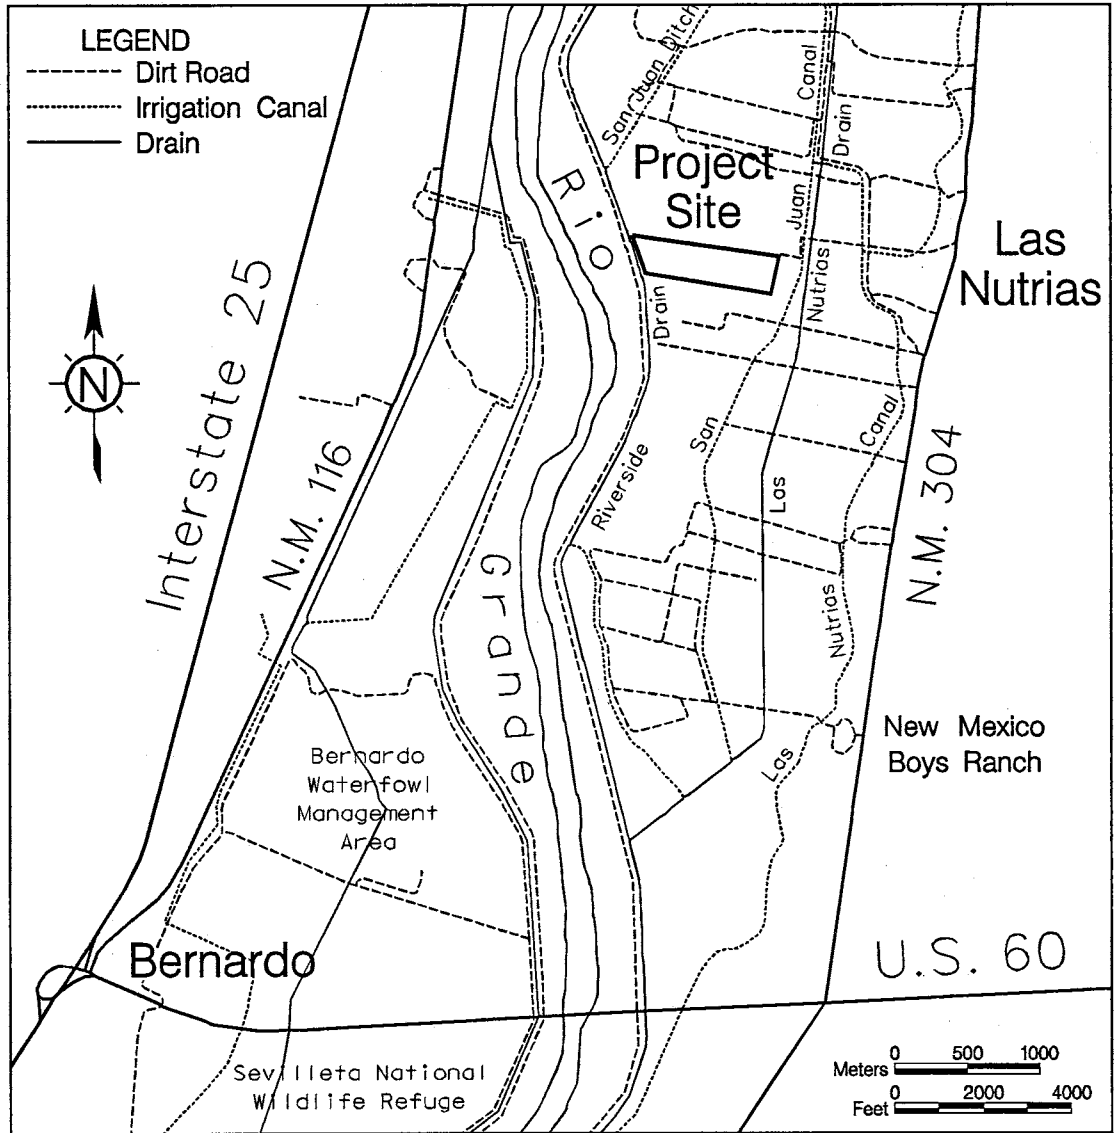 LEGEND
Dirt Road
Irrigation Canal
Drain
San Juan Ditch
Canal
Drain
Project
Site
Juan
Las
Nutrias
Rio
Nutrias
Drain
Interstate 25
N
N.M. 116
San
Canal
Riverside
Las
N.M. 304
Grande
Nutrias
New Mexico
Boys Ranch
Las
Bernardo
Waterfowl
Management
Area
Bernardo
U.S. 60
Sevilleta National
Wildlife Refuge
0 500 1000
Meters
0 2000 4000
Feet